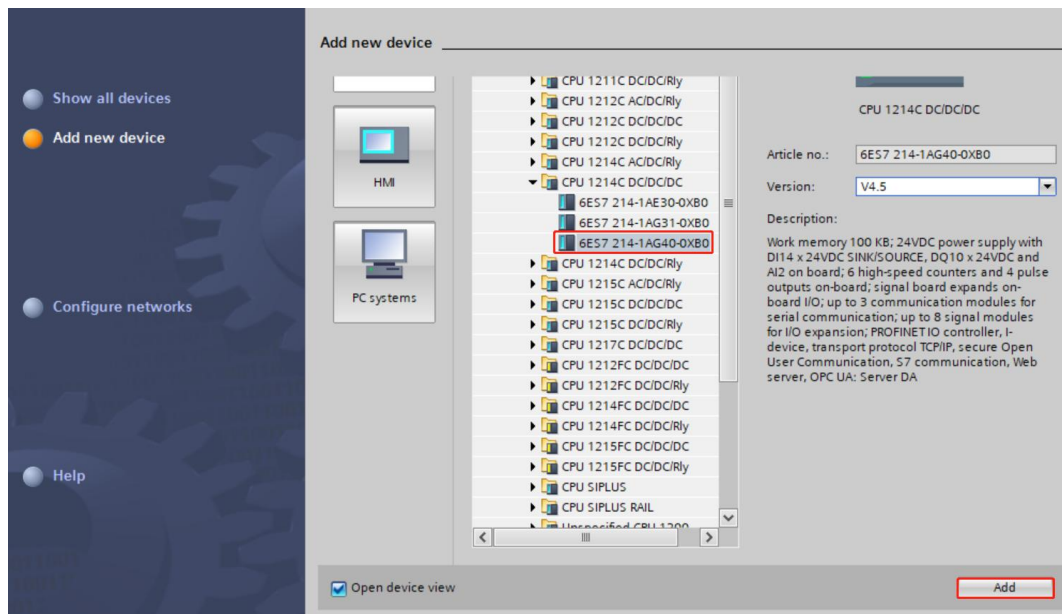 Add new device
Show all devices
Add new device
Configure networks
Help
HMI
PC systems
CPU 1211C DC/DC/Rly
CPU 1212C AC/DC/Rly
CPU 1212C DC/DC/DC
CPU 1212C DC/DC/Rly
CPU 1214C AC/DC/Rly
CPU 1214C DC/DC/DC
6ES7 214-1AE30-0XB0
6ES7 214-1AG31-0XB0
6ES7 214-1AG40-0XB0
CPU 1214C DC/DC/Rly
CPU 1215C AC/DC/Rly
CPU 1215C DC/DC/DC
CPU 1215C DC/DC/Rly
CPU 1217C DC/DC/DC
CPU 1212FC DC/DC/DC
CPU 1212FC DC/DC/Rly
CPU 1214FC DC/DC/DC
CPU 1214FC DC/DC/Rly
CPU 1215FC DC/DC/DC
CPU 1215FC DC/DC/Rly
CPU SIPLUS
CPU SIPLUS RAIL
Unspecified CPU 1200
CPU 1214C DC/DC/DC
Article no.: 6ES7 214-1AG40-0XB0
Version: V4.5
Description:
Work memory 100 KB; 24VDC power supply with
DI14 x 24VDC SINK/SOURCE, DQ10 x 24VDC and
AI2 on board; 6 high-speed counters and 4 pulse
outputs on-board; signal board expands on-
board I/O; up to 3 communication modules for
serial communication; up to 8 signal modules
for I/O expansion; PROFINET IO controller, I-
device, transport protocol TCP/IP, secure Open
User Communication, S7 communication, Web
server, OPC UA: Server DA
Open device view
Add